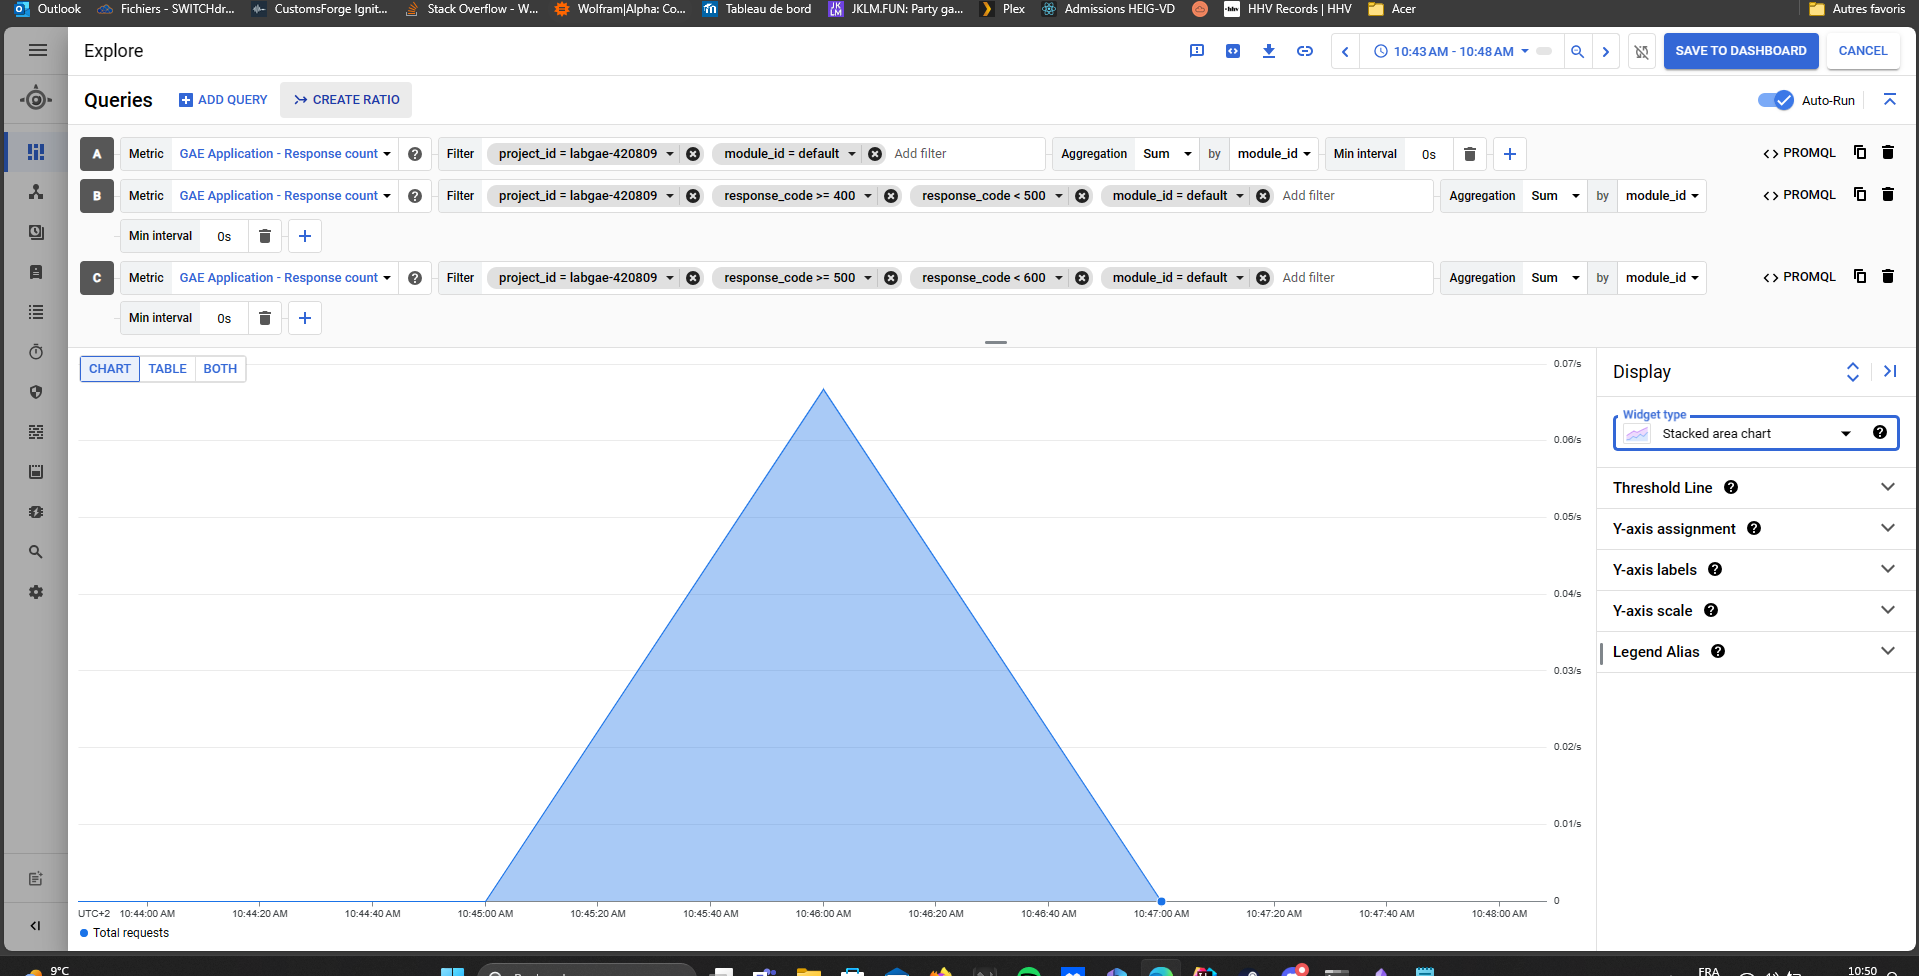 Outlook Fichiers - SWITCHdr... CustomsForge Ignit... Stack Overflow - W... Wolfram|Alpha: Co... Tableau de bord JKLM.FUN: Party ga... Plex Admissions HEIG-VD HHV Records | HHV Acer Autres favoris
Explore 10:43 AM - 10:48 AM SAVE TO DASHBOARD CANCEL
Queries ADD QUERY CREATE RATIO Auto-Run
A Metric GAE Application - Response count Filter project_id = labgae-420809 module_id = default Add filter Aggregation Sum by module_id Min interval 0s PROMQL
B Metric GAE Application - Response count Filter project_id = labgae-420809 response_code >= 400 response_code < 500 module_id = default Add filter Aggregation Sum by module_id PROMQL
Min interval 0s
C Metric GAE Application - Response count Filter project_id = labgae-420809 response_code >= 500 response_code < 600 module_id = default Add filter Aggregation Sum by module_id PROMQL
Min interval 0s
CHART TABLE BOTH
0.07/s
0.06/s
0.05/s
0.04/s
0.03/s
0.02/s
0.01/s
0
UTC+2 10:44:00 AM 10:44:20 AM 10:44:40 AM 10:45:00 AM 10:45:20 AM 10:45:40 AM 10:46:00 AM 10:46:20 AM 10:46:40 AM 10:47:00 AM 10:47:20 AM 10:47:40 AM 10:48:00 AM
Total requests
Display
Widget type
Stacked area chart
Threshold Line
Y-axis assignment
Y-axis labels
Y-axis scale
Legend Alias
9°C
FRA
10:50